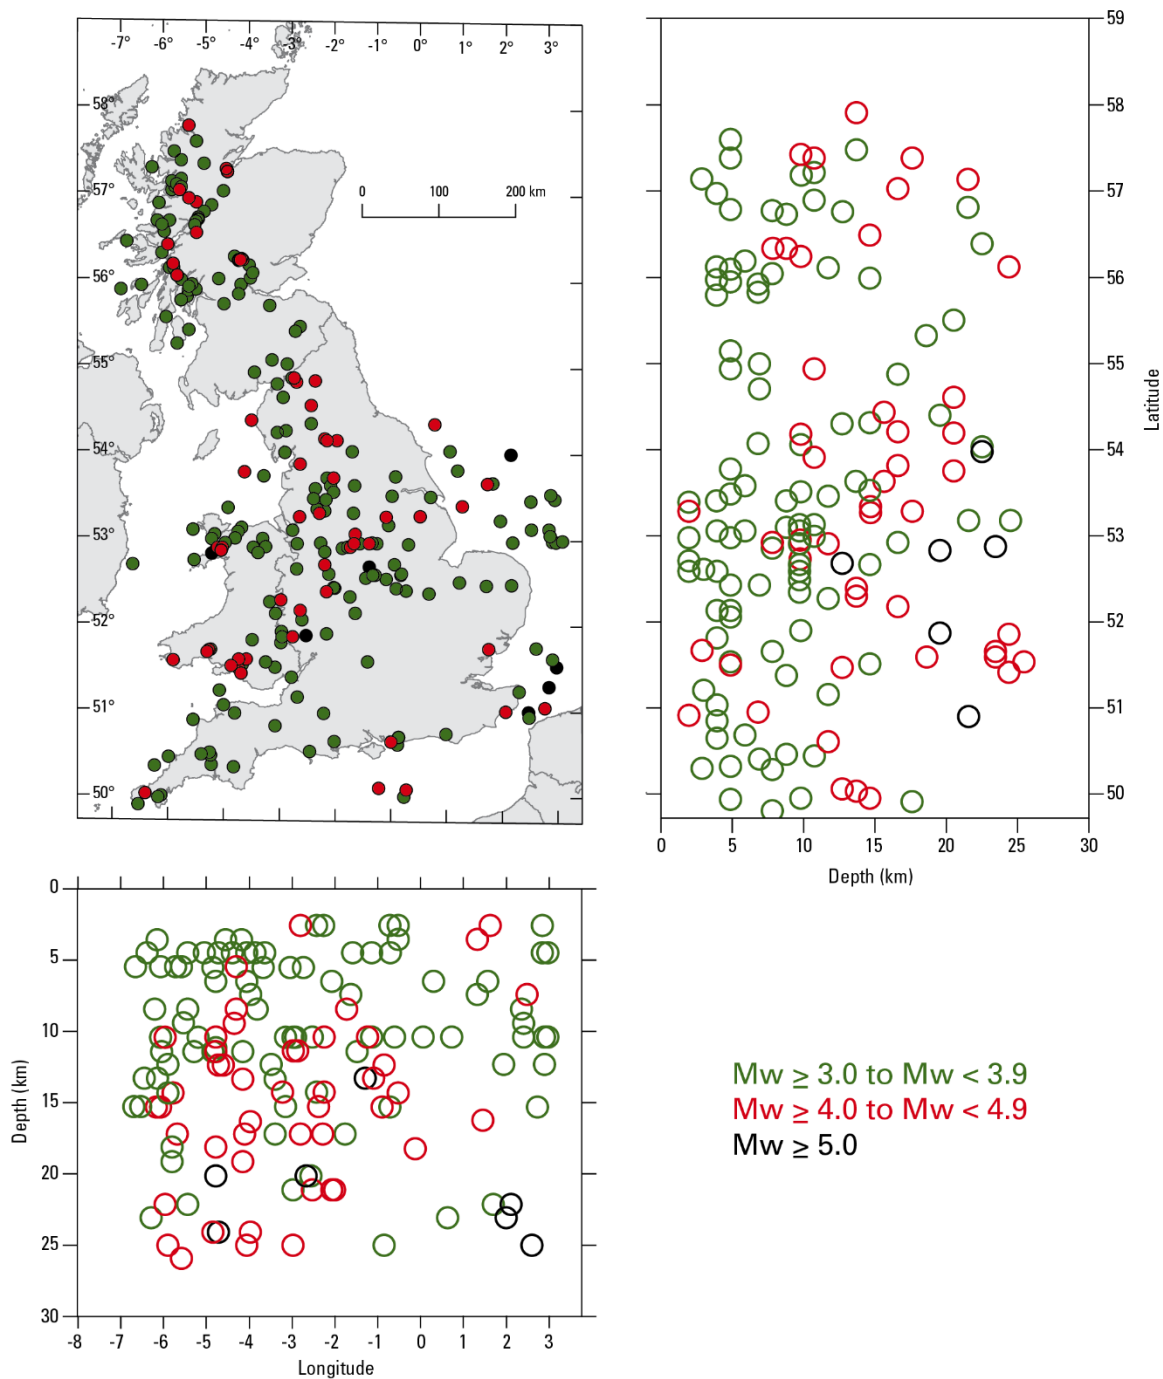 -7° -6° -5° -4° -3° -2° -1° 0° 1° 2° 3°
58°
57°
56°
55°
54°
53°
52°
51°
50°
0 100 200 km
59
58
57
56
55
54
53
52
51
50
Latitude
0 5 10 15 20 25 30
Depth (km)
0
5
10
15
20
25
30
Depth (km)
-8 -7 -6 -5 -4 -3 -2 -1 0 1 2 3
Longitude
Mw ≥ 3.0 to Mw < 3.9
Mw ≥ 4.0 to Mw < 4.9
Mw ≥ 5.0